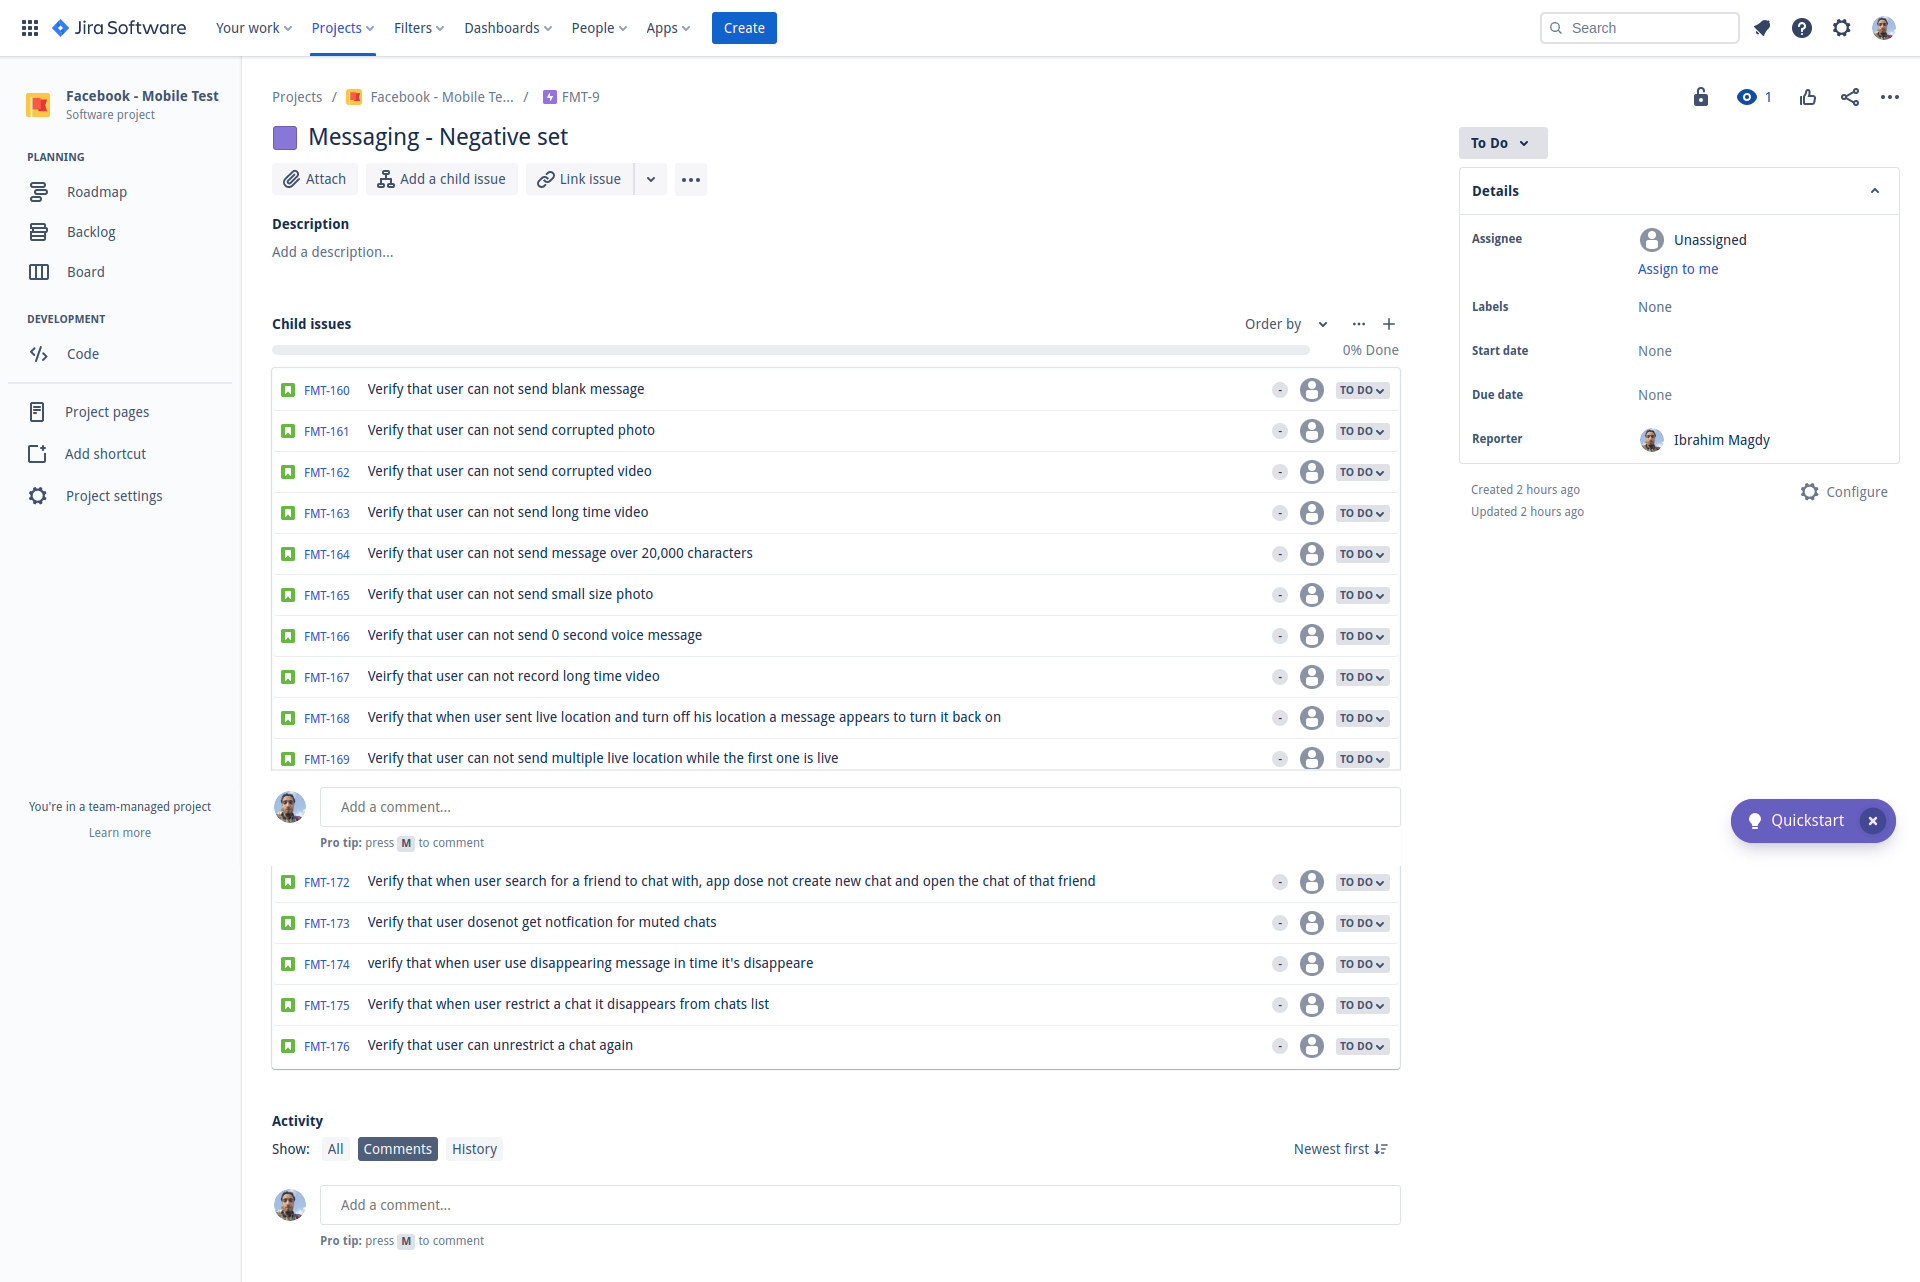 Jira Software
Your work
Projects
Filters
Dashboards
People
Apps
Create
Search
Facebook - Mobile Test
Software project
PLANNING
Roadmap
Backlog
Board
DEVELOPMENT
Code
Project pages
Add shortcut
Project settings
You're in a team-managed project
Learn more
Projects / Facebook - Mobile Te... / FMT-9
1
Messaging - Negative set
Attach
Add a child issue
Link issue
Description
Add a description...
Child issues
Order by
0% Done
FMT-160 Verify that user can not send blank message - TO DO
FMT-161 Verify that user can not send corrupted photo - TO DO
FMT-162 Verify that user can not send corrupted video - TO DO
FMT-163 Verify that user can not send long time video - TO DO
FMT-164 Verify that user can not send message over 20,000 characters - TO DO
FMT-165 Verify that user can not send small size photo - TO DO
FMT-166 Verify that user can not send 0 second voice message - TO DO
FMT-167 Veirfy that user can not record long time video - TO DO
FMT-168 Verify that when user sent live location and turn off his location a message appears to turn it back on - TO DO
FMT-169 Verify that user can not send multiple live location while the first one is live - TO DO
Add a comment...
Pro tip: press M to comment
FMT-172 Verify that when user search for a friend to chat with, app dose not create new chat and open the chat of that friend - TO DO
FMT-173 Verify that user dosenot get notfication for muted chats - TO DO
FMT-174 verify that when user use disappearing message in time it's disappeare - TO DO
FMT-175 Verify that when user restrict a chat it disappears from chats list - TO DO
FMT-176 Verify that user can unrestrict a chat again - TO DO
Activity
Show: All Comments History
Newest first
Add a comment...
Pro tip: press M to comment
To Do
Details
Assignee Unassigned
Assign to me
Labels None
Start date None
Due date None
Reporter Ibrahim Magdy
Created 2 hours ago
Updated 2 hours ago
Configure
Quickstart